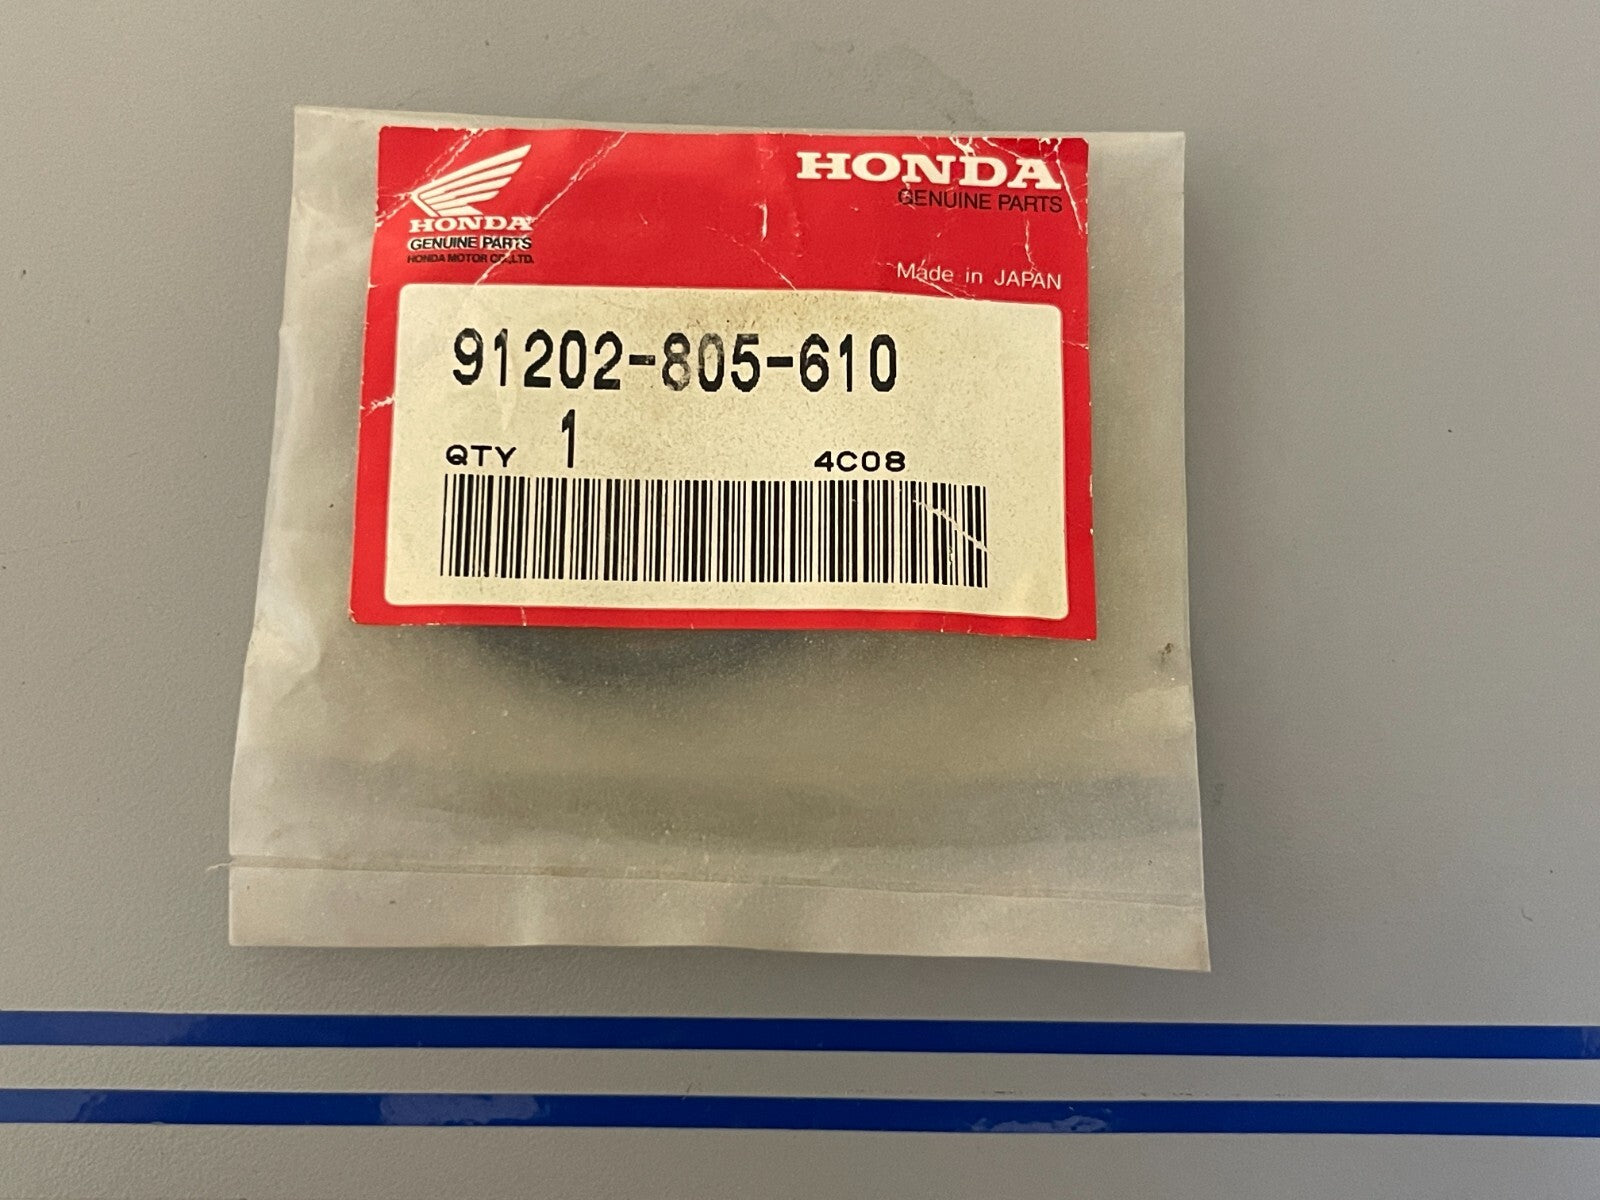 HONDA
GENUINE PARTS
HONDA MOTOR CO.,LTD.
HONDA
GENUINE PARTS
Made in JAPAN
91202-805-610
QTY 1 4C08